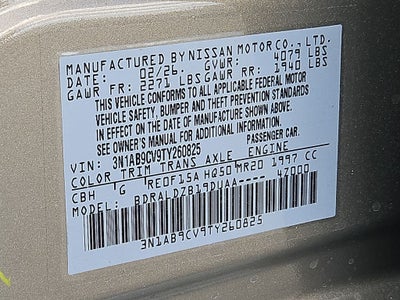 MANUFACTURED BY NISSAN MOTOR CO., LTD.
DATE: 02/26. GVWR: 4079 LBS
GAWR FR: 2271 LBS GAWR RR: 1940 LBS
THIS VEHICLE CONFORMS TO ALL APPLICABLE FEDERAL MOTOR
VEHICLE SAFETY, BUMPER AND THEFT PREVENTION STANDARDS
IN EFFECT ON THE DATE OF MANUFACTURE SHOWN ABOVE.
SEE OWNER'S MANUAL FOR ADDITIONAL INFORMATION
VIN: 3N1AB9CV9TY260825 PASSENGER CAR.
COLOR TRIM TRANS AXLE ENGINE
CBH G RE0F15A HQ50 MR20 1997 CC
MODEL: BDRALDZB19DUAA---- 4Z000
3N1AB9CV9TY260825